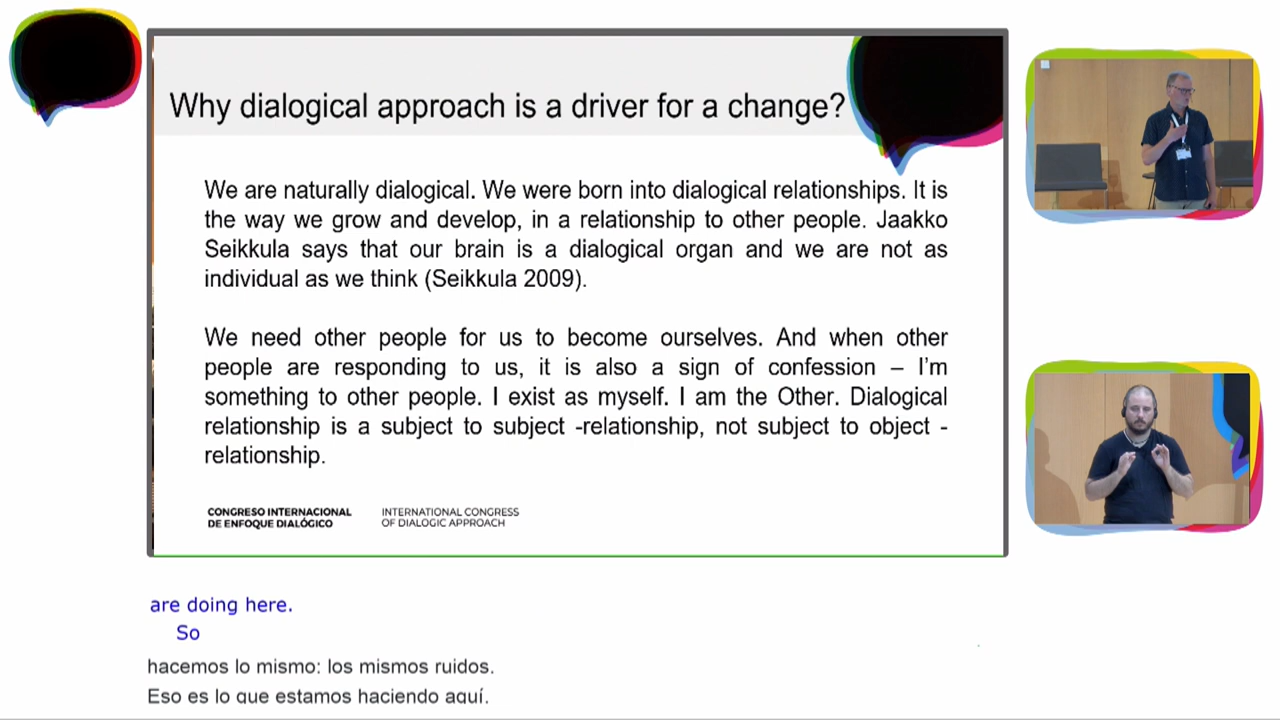 Why dialogical approach is a driver for a change?
We are naturally dialogical. We were born into dialogical relationships. It is
the way we grow and develop, in a relationship to other people. Jaakko
Seikkula says that our brain is a dialogical organ and we are not as
individual as we think (Seikkula 2009).
We need other people for us to become ourselves. And when other
people are responding to us, it is also a sign of confession – I’m
something to other people. I exist as myself. I am the Other. Dialogical
relationship is a subject to subject -relationship, not subject to object -
relationship.
CONGRESO INTERNACIONAL
DE ENFOQUE DIALÓGICO
INTERNATIONAL CONGRESS
OF DIALOGIC APPROACH
are doing here.
So
hacemos lo mismo: los mismos ruidos.
Eso es lo que estamos haciendo aquí.